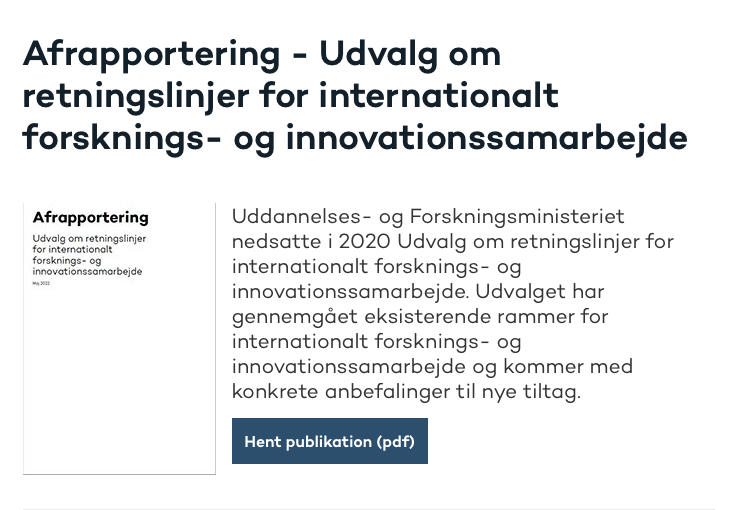 Afrapportering - Udvalg om
retningslinjer for internationalt
forsknings- og innovationssamarbejde
Afrapportering
Udvalg om retningslinjer
for internationalt
forsknings- og
innovationssamarbejde
Maj 2022
Uddannelses- og Forskningsministeriet
nedsatte i 2020 Udvalg om retningslinjer for
internationalt forsknings- og
innovationssamarbejde. Udvalget har
gennemgået eksisterende rammer for
internationalt forsknings- og
innovationssamarbejde og kommer med
konkrete anbefalinger til nye tiltag.
Hent publikation (pdf)